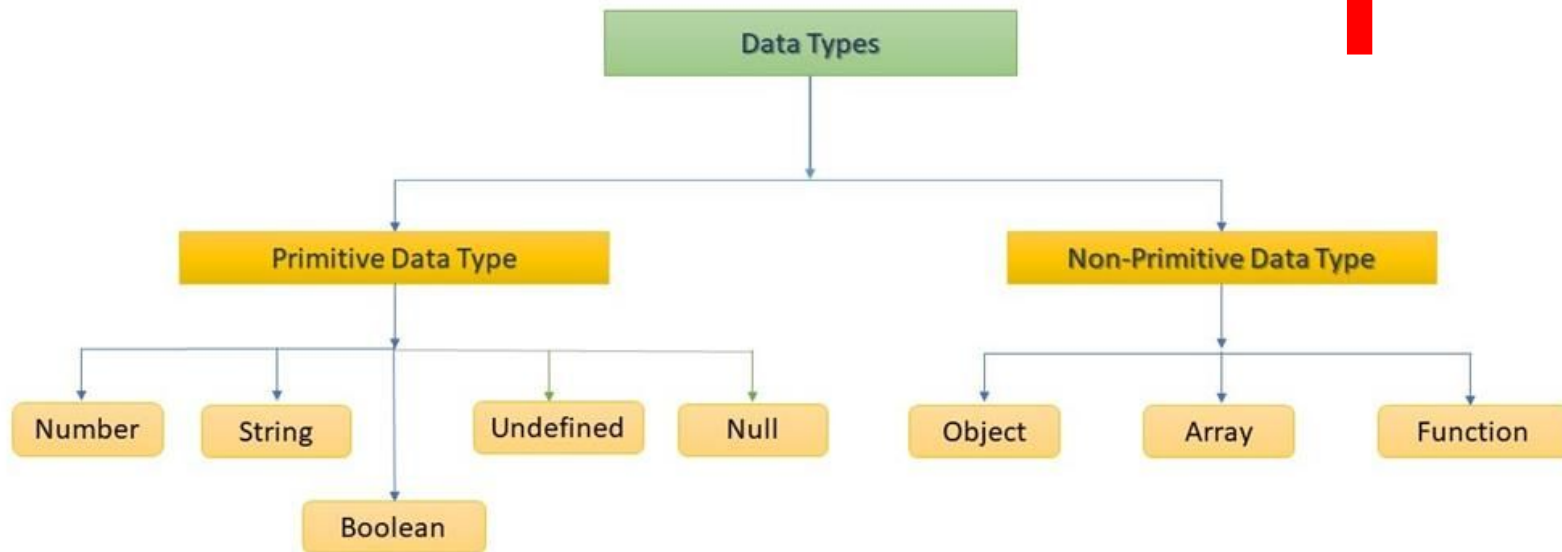 Data Types
Primitive Data Type
Non-Primitive Data Type
Number
String
Undefined
Null
Object
Array
Function
Boolean